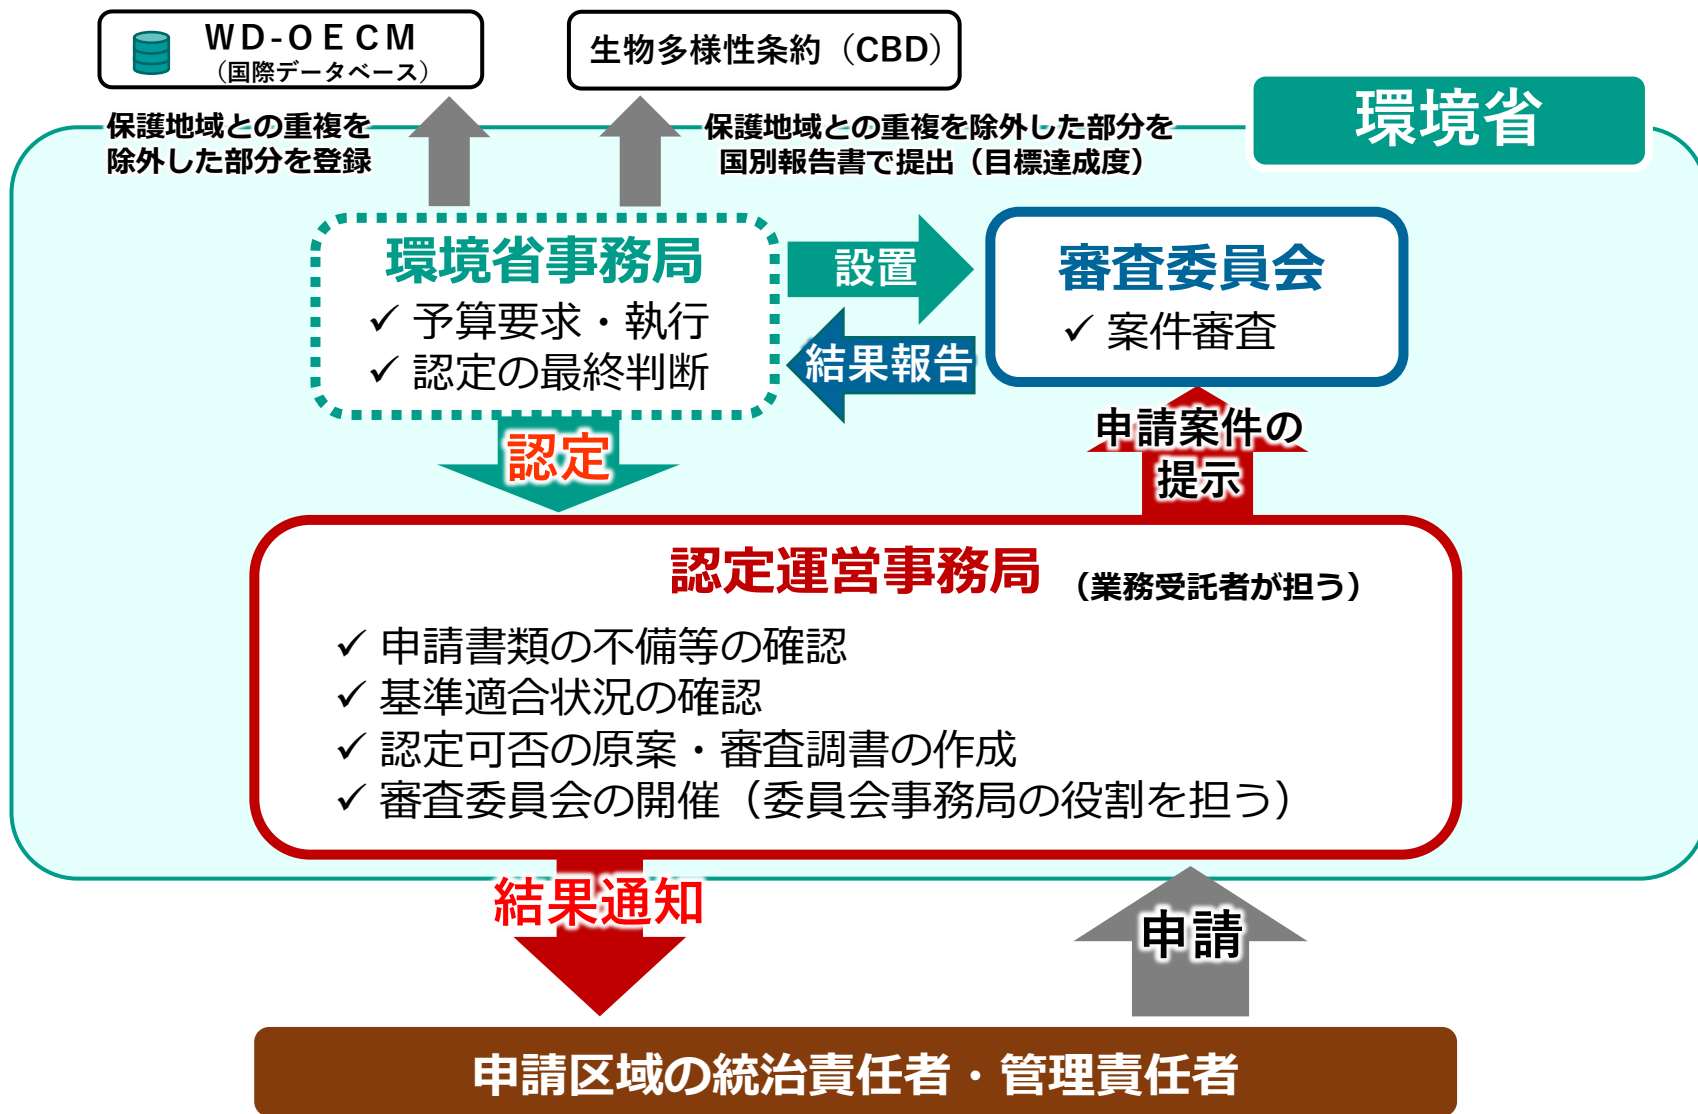 WD-OECM
（国際データベース）
生物多様性条約（CBD）
環境省
保護地域との重複を
除外した部分を登録
保護地域との重複を除外した部分を
国別報告書で提出（目標達成度）
環境省事務局
✓ 予算要求・執行
✓ 認定の最終判断
設置
結果報告
審査委員会
✓ 案件審査
認定
申請案件の
提示
認定運営事務局 （業務受託者が担う）
✓ 申請書類の不備等の確認
✓ 基準適合状況の確認
✓ 認定可否の原案・審査調書の作成
✓ 審査委員会の開催（委員会事務局の役割を担う）
結果通知
申請
申請区域の統治責任者・管理責任者